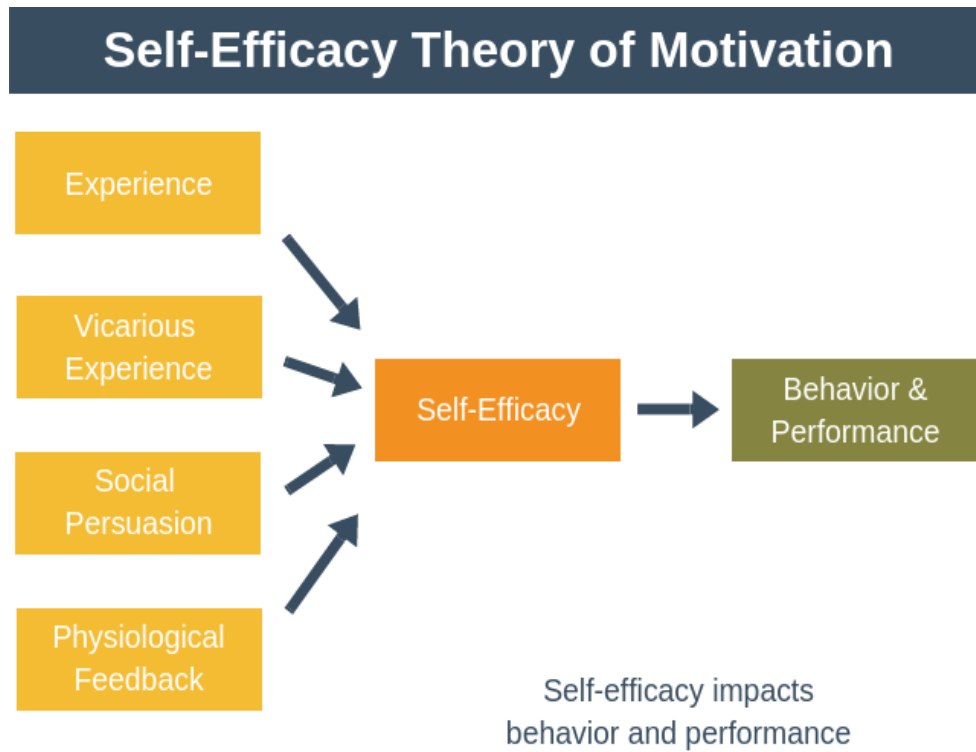 Self-Efficacy Theory of Motivation
Experience
Vicarious
Experience
Social
Persuasion
Physiological
Feedback
Self-Efficacy
Behavior &
Performance
Self-efficacy impacts
behavior and performance